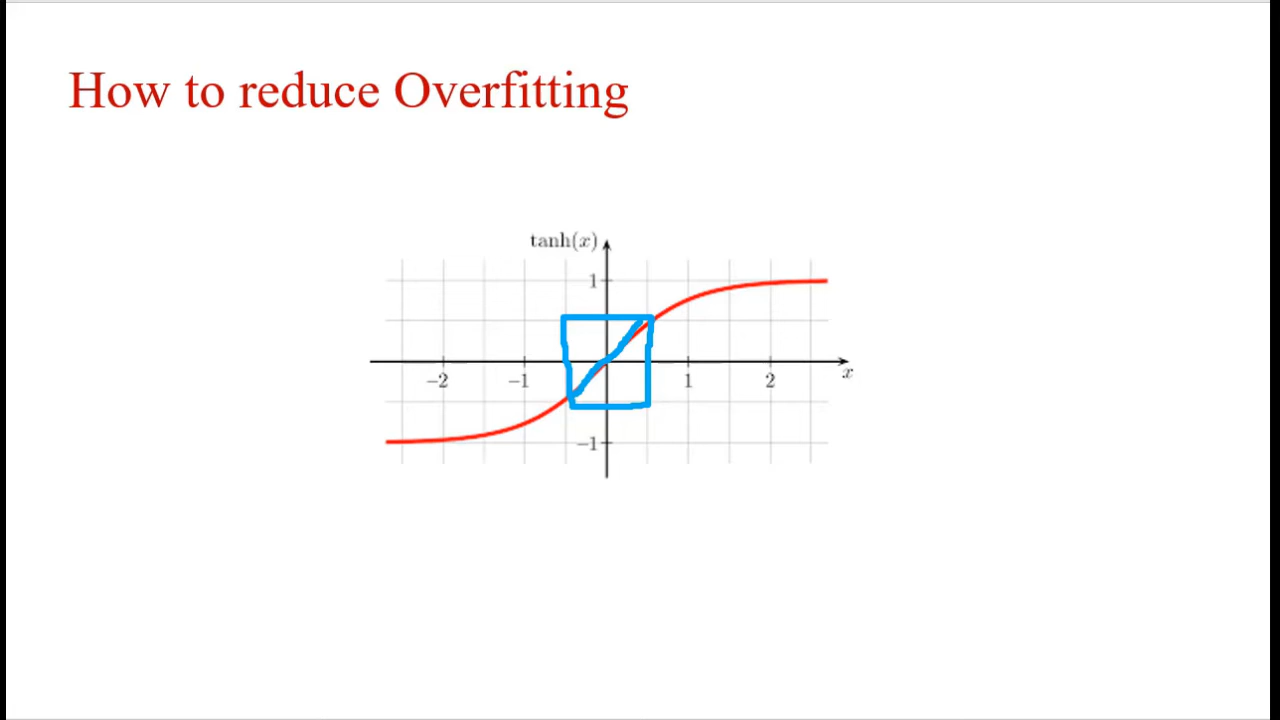 How to reduce Overfitting
tanh(x)
1
−2 −1 1 2 x
−1